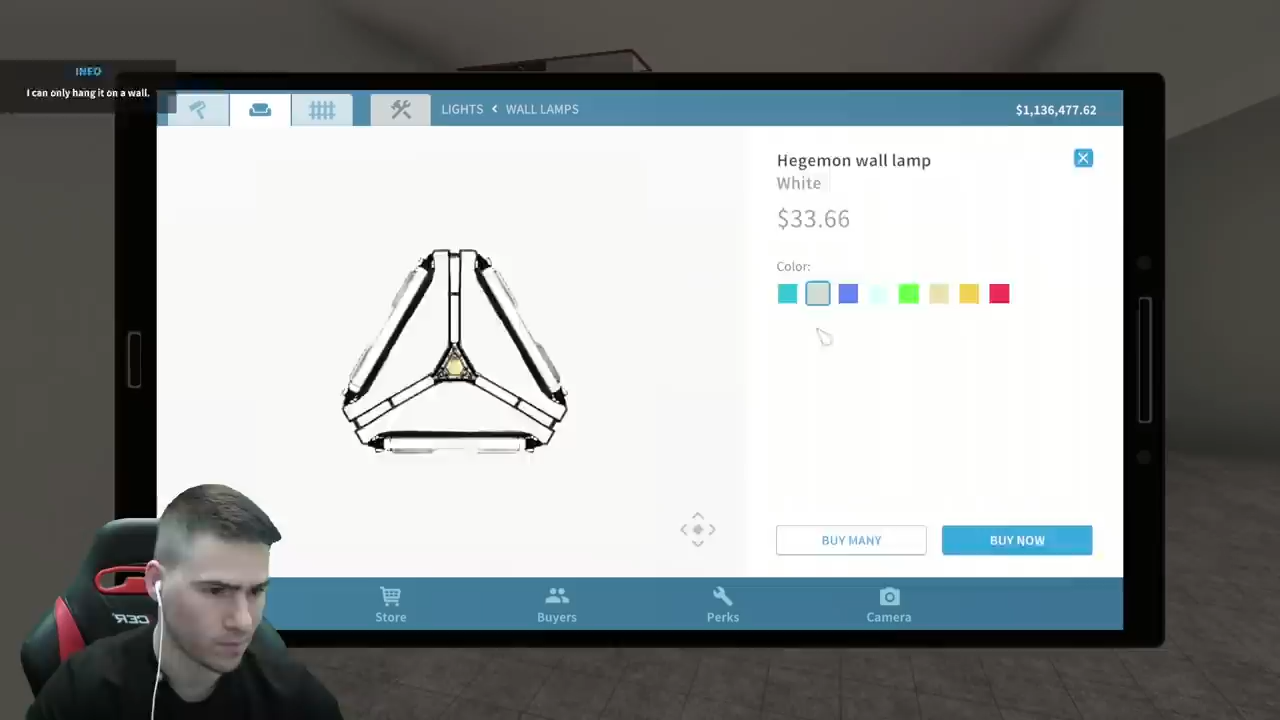 INFO
I can only hang it on a wall.
LIGHTS < WALL LAMPS
$1,136,477.62
Hegemon wall lamp
White
$33.66
Color:
BUY MANY
BUY NOW
Store
Buyers
Perks
Camera